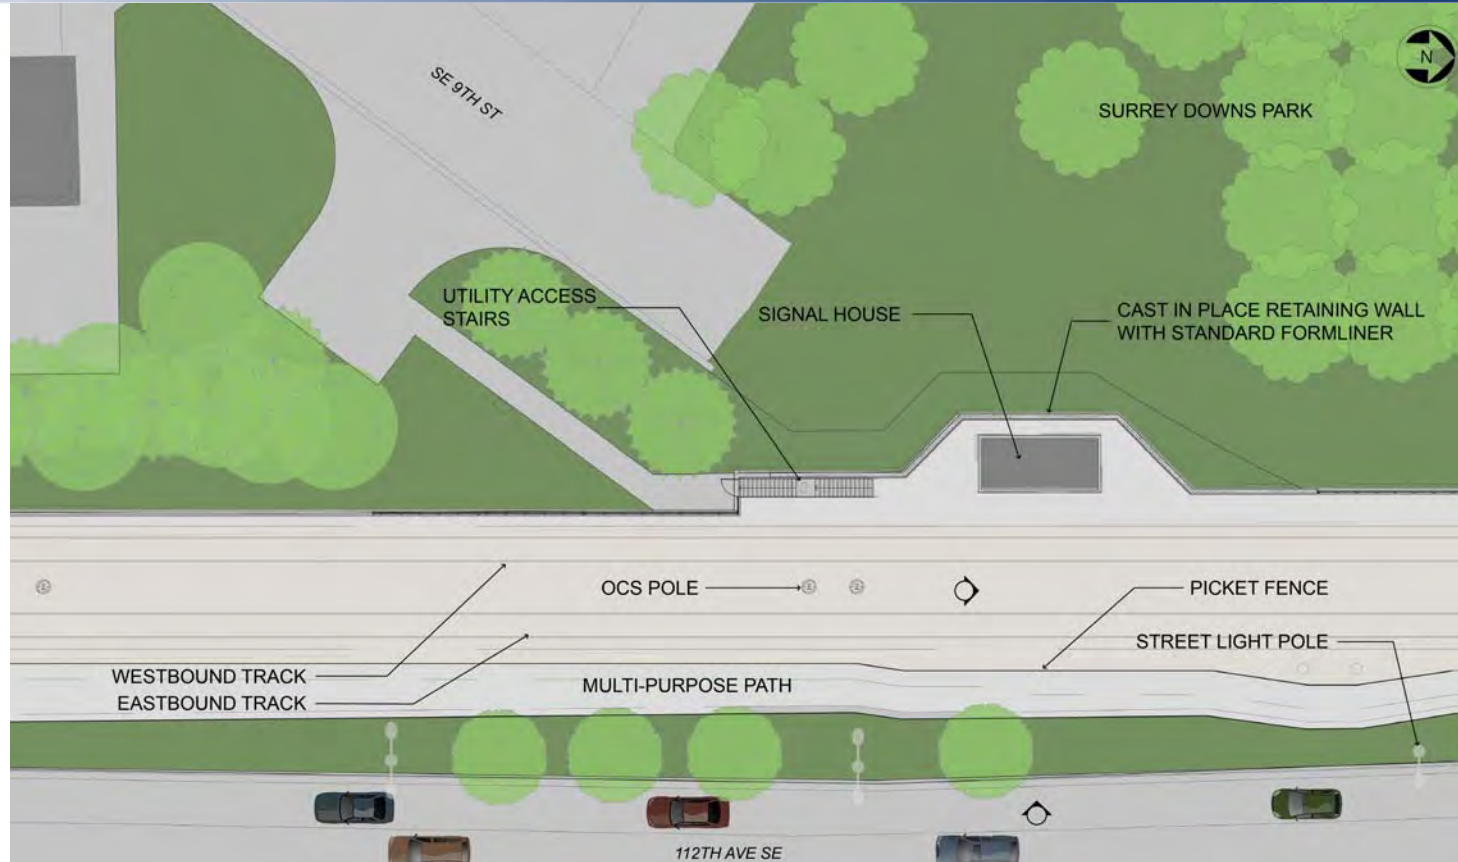 SE 9TH ST
N
SURREY DOWNS PARK
UTILITY ACCESS
STAIRS
SIGNAL HOUSE
CAST IN PLACE RETAINING WALL
WITH STANDARD FORMLINER
OCS POLE
PICKET FENCE
STREET LIGHT POLE
WESTBOUND TRACK
EASTBOUND TRACK
MULTI-PURPOSE PATH
112TH AVE SE